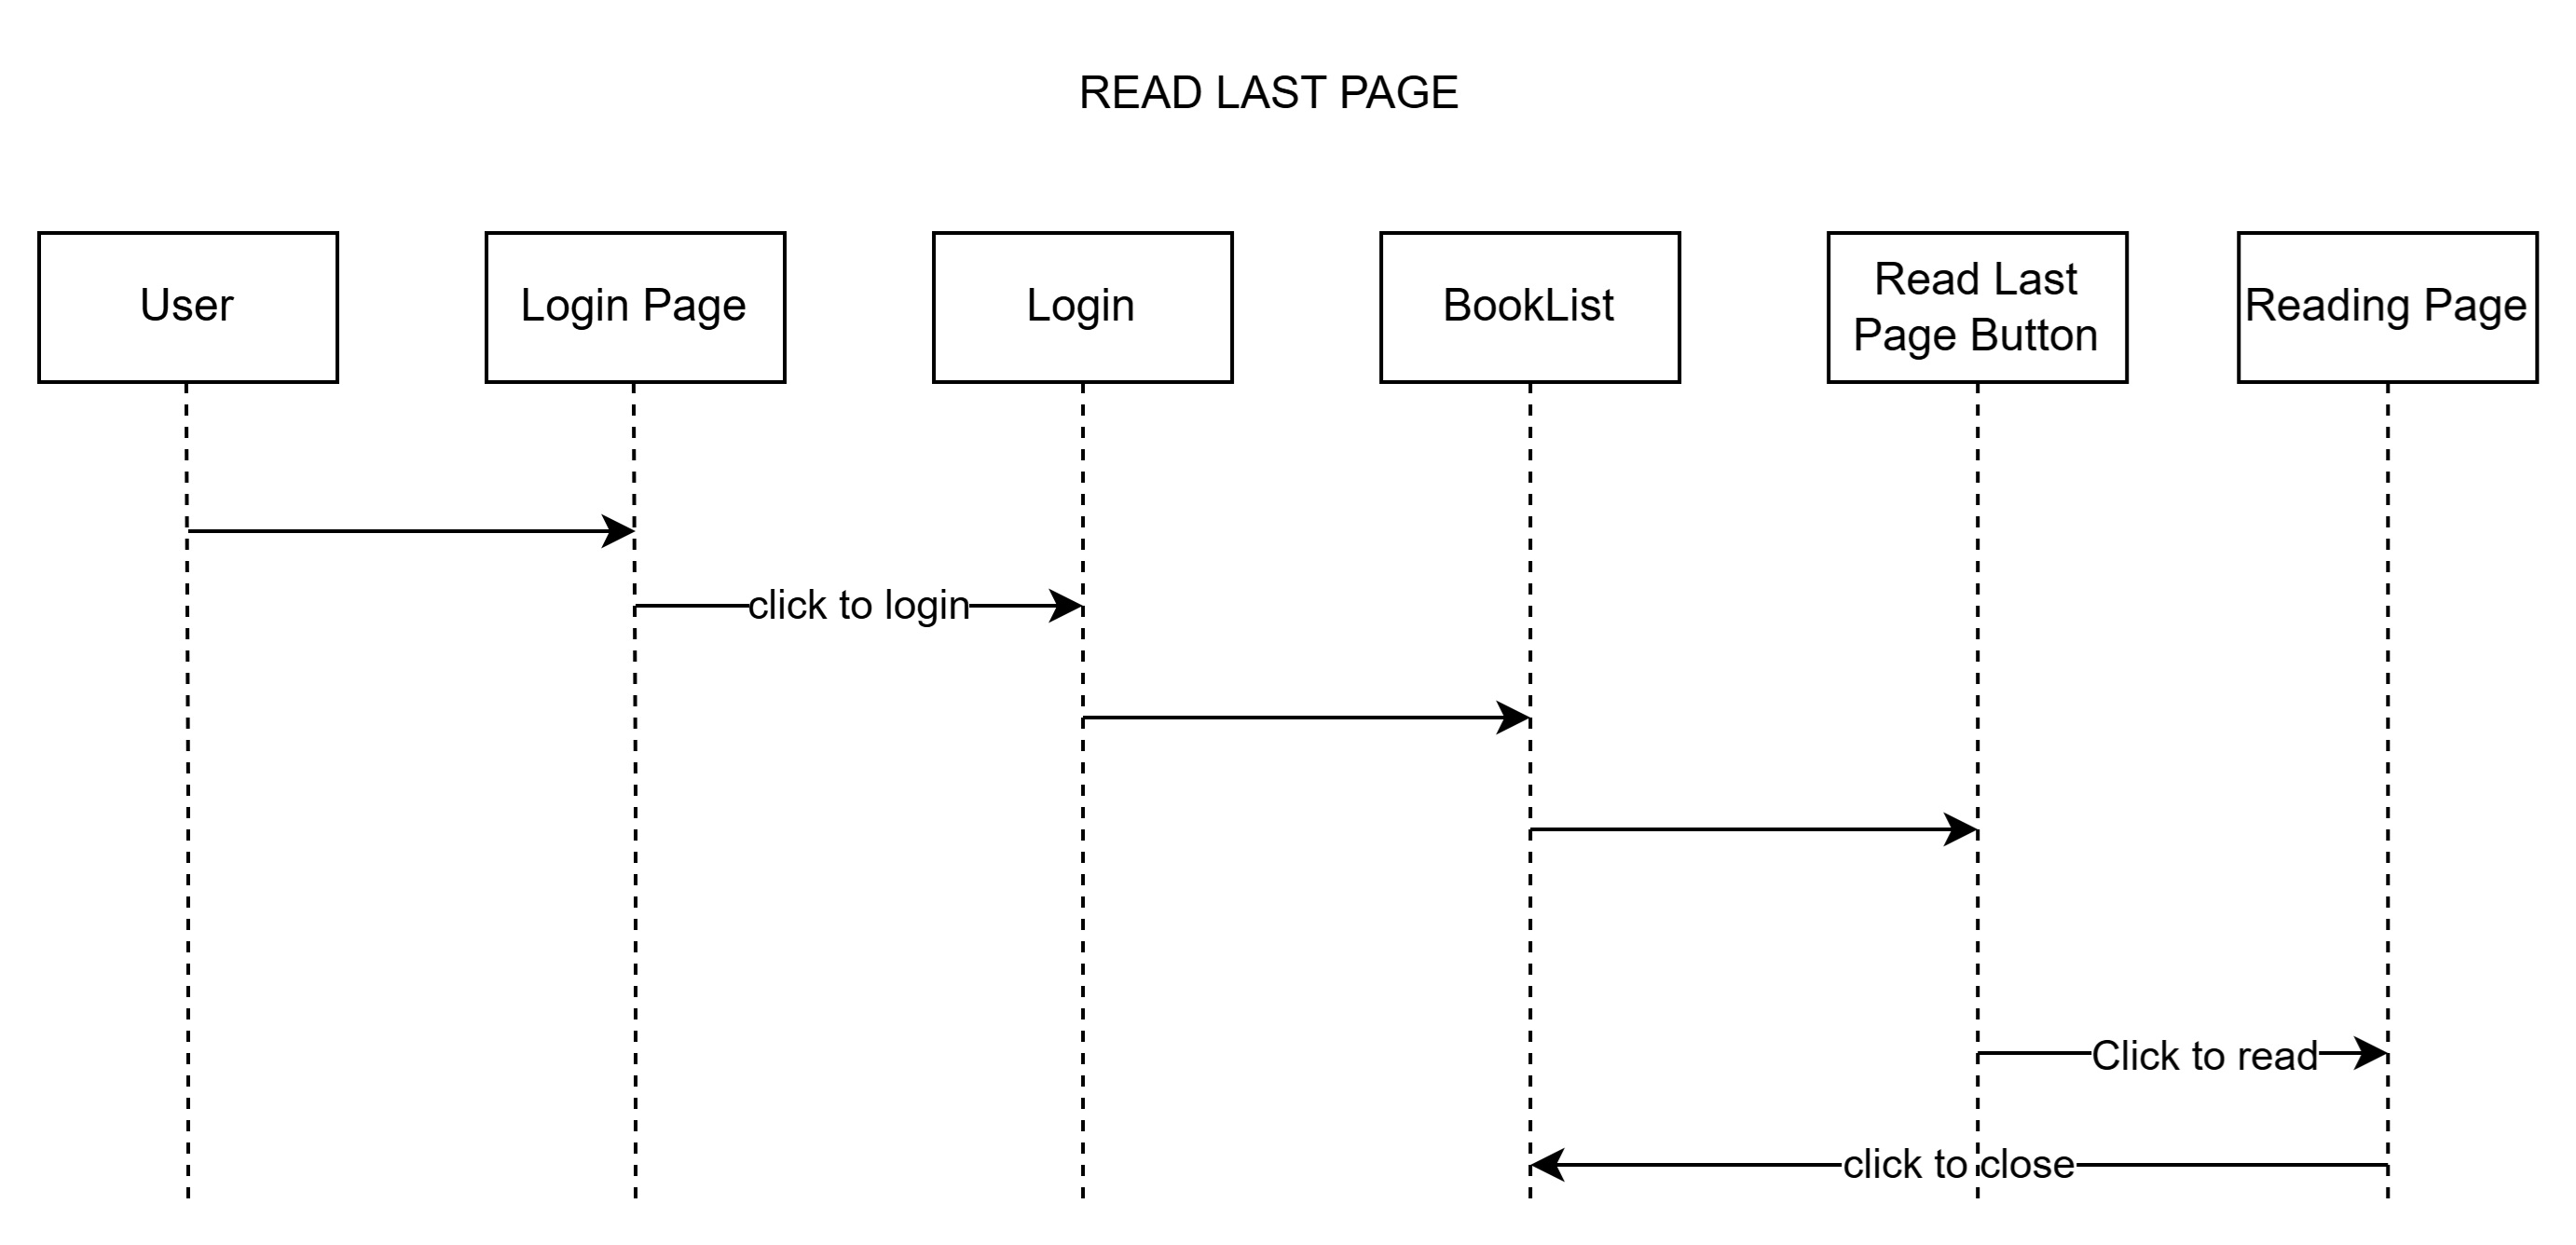 READ LAST PAGE
User
Login Page
Login
BookList
Read Last
Page Button
Reading Page
click to login
Click to read
click to close